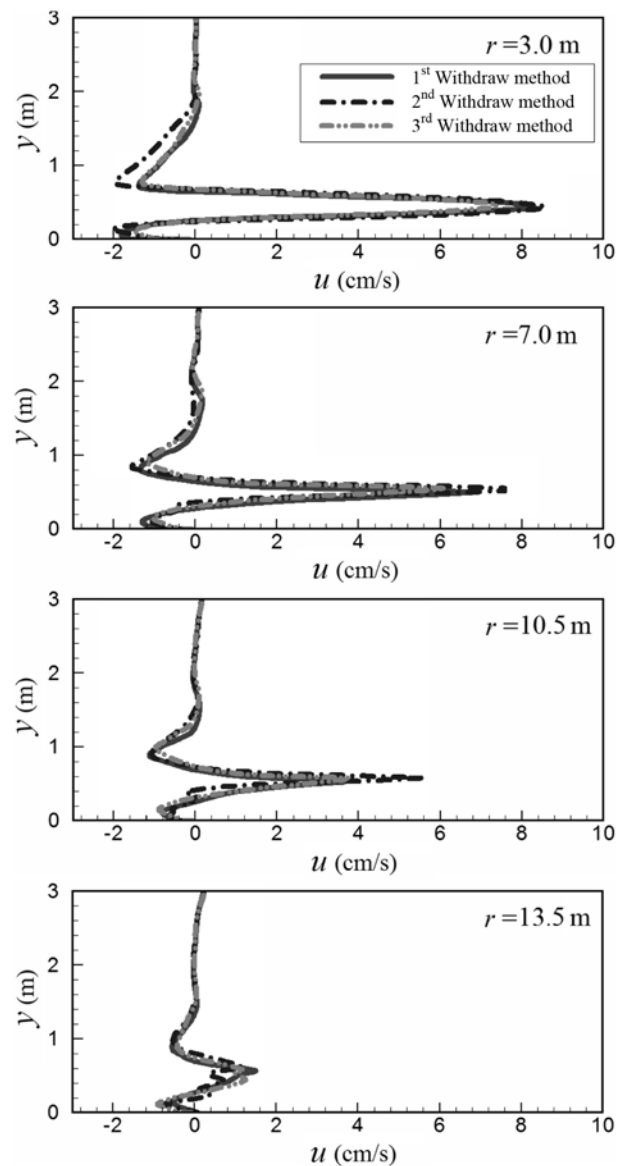 3
r =3.0 m
1st Withdraw method
2nd Withdraw method
3rd Withdraw method
2
y (m)
1
0
-2 0 2 4 6 8 10
u (cm/s)
3
r =7.0 m
2
y (m)
1
0
-2 0 2 4 6 8 10
u (cm/s)
3
r =10.5 m
2
y (m)
1
0
-2 0 2 4 6 8 10
u (cm/s)
3
r =13.5 m
2
y (m)
1
0
-2 0 2 4 6 8 10
u (cm/s)